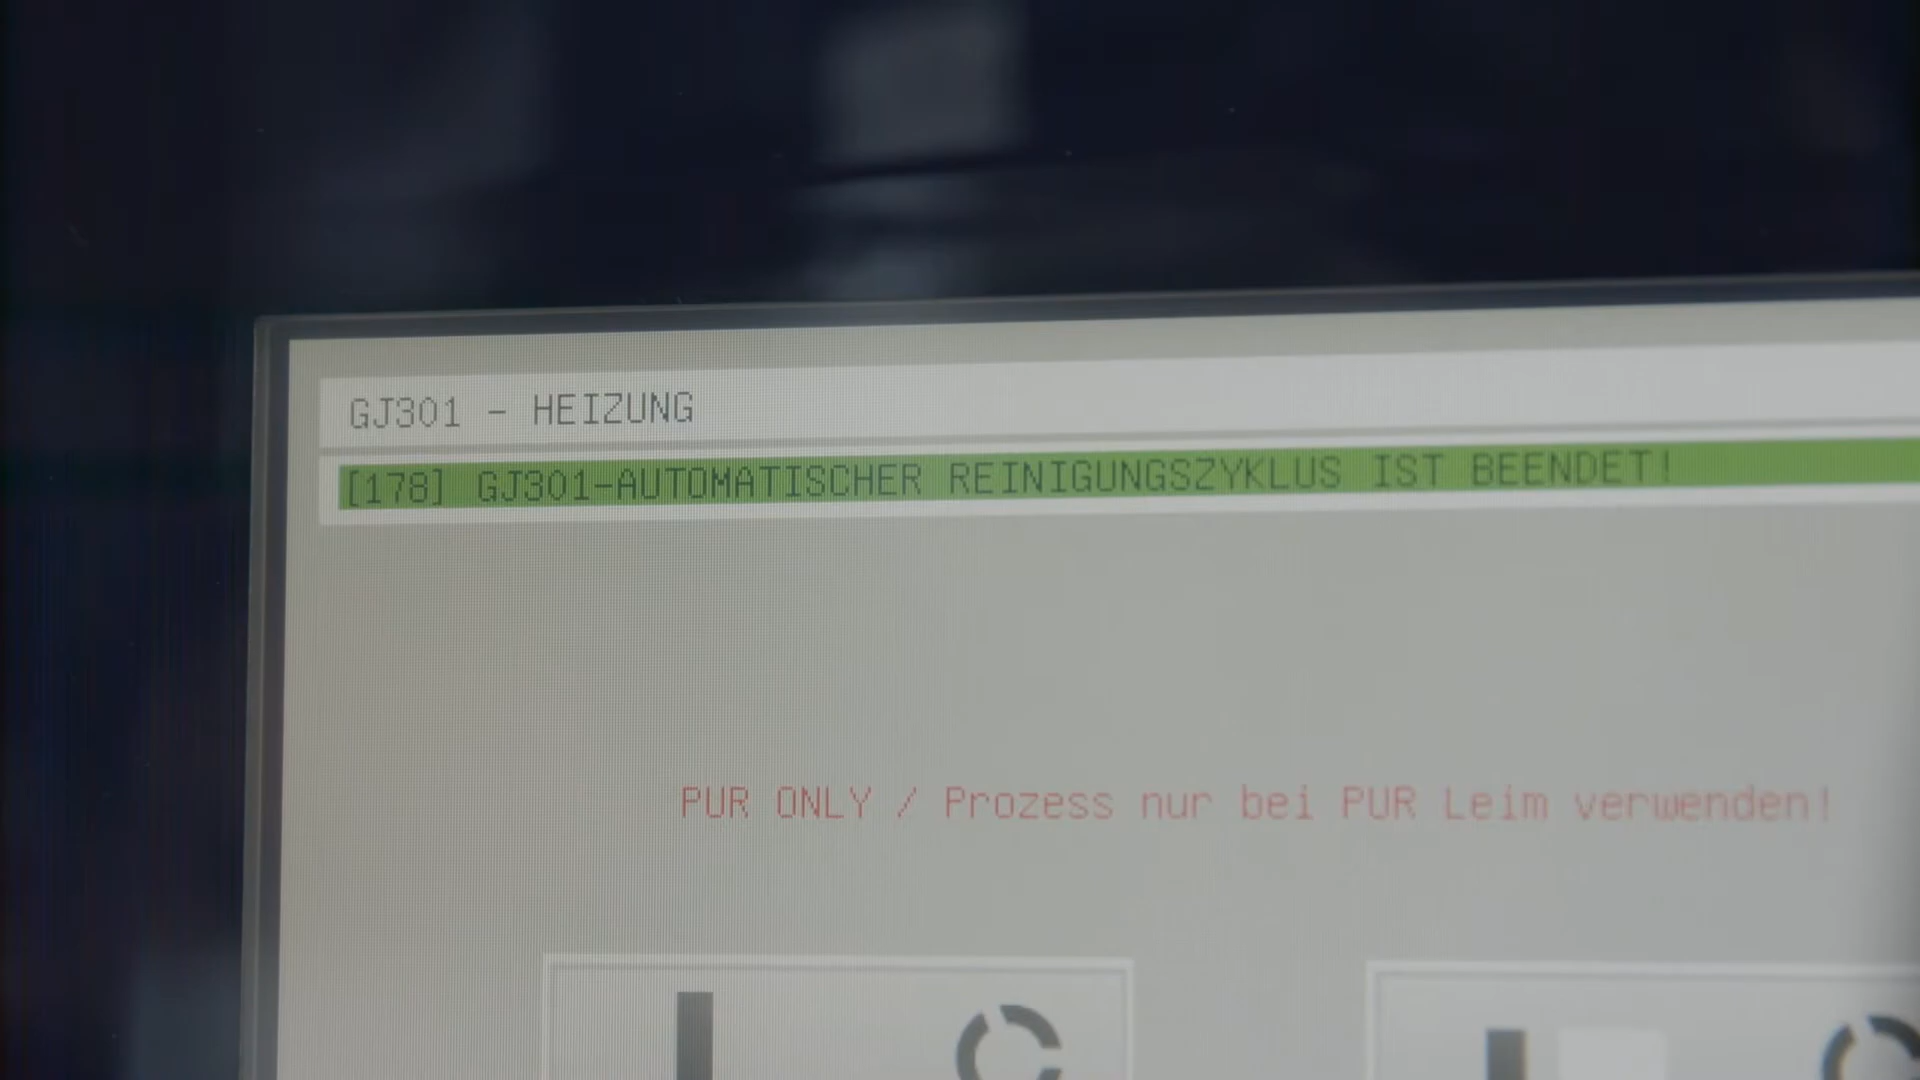 GJ301 - HEIZUNG
[178] GJ301-AUTOMATISCHER REINIGUNGSZYKLUS IST BEENDET!
PUR ONLY / Prozess nur bei PUR Leim verwenden!